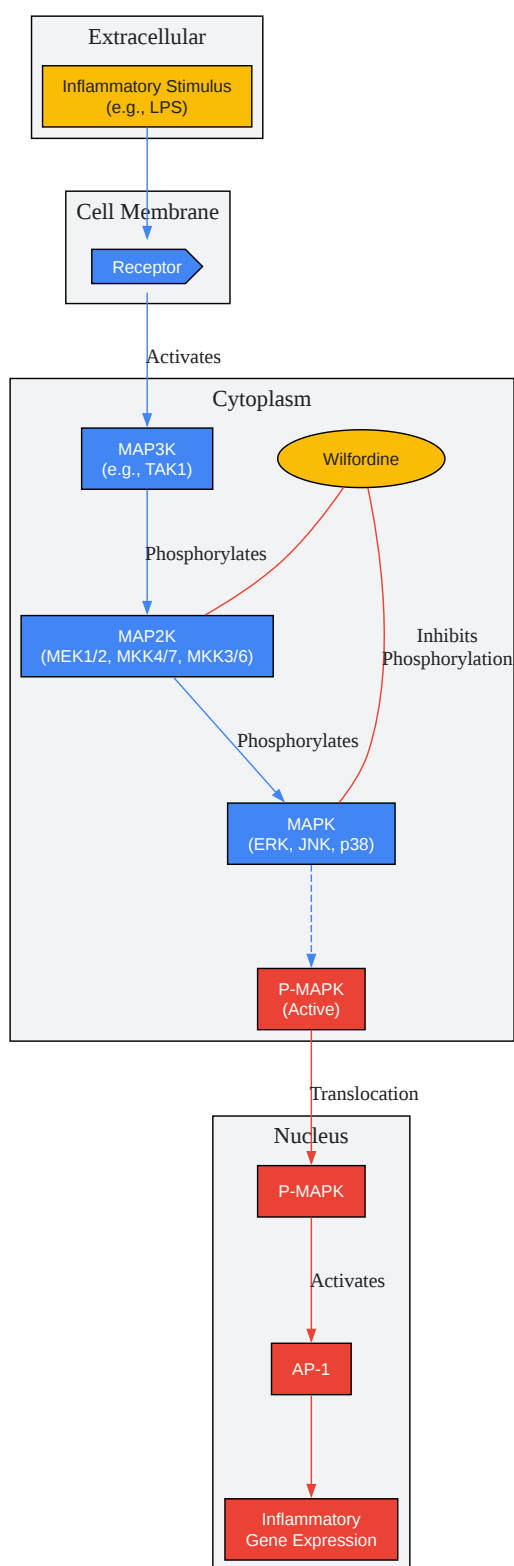 Extracellular
Inflammatory Stimulus
(e.g., LPS)
Cell Membrane
Receptor
Activates
Cytoplasm
MAP3K
(e.g., TAK1)
Wilfordine
Phosphorylates
MAP2K
(MEK1/2, MKK4/7, MKK3/6)
Inhibits
Phosphorylation
Phosphorylates
MAPK
(ERK, JNK, p38)
P-MAPK
(Active)
Translocation
Nucleus
P-MAPK
Activates
AP-1
Inflammatory
Gene Expression